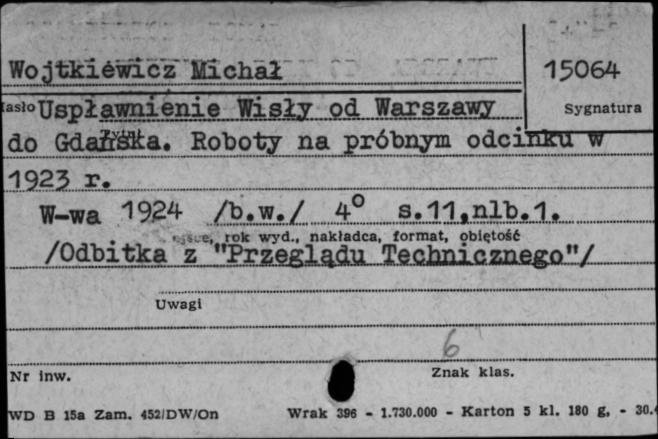 Wojtkiewicz Michał
15064
Hasło Uspławnienie Wisły od Warszawy
Sygnatura
Tytuł
do Gdańska. Roboty na próbnym odcinku w
1923 r.
W-wa 1924 /b.w./ 4° s.11,nlb.1.
rok wyd., nakładca, format, objętość
/Odbitka z "Przeglądu Technicznego"/
Uwagi
6
Nr inw.
Znak klas.
WD B 15a Zam. 452/DW/On Wrak 396 - 1.730.000 - Karton 5 kl. 180 g, - 30.4